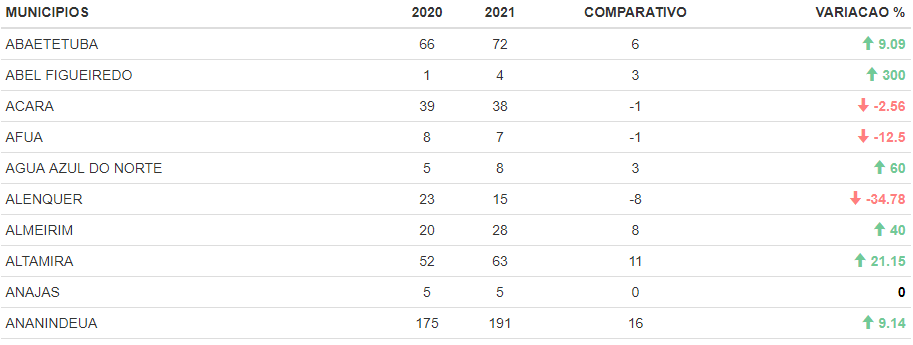 MUNICIPIOS 2020 2021 COMPARATIVO VARIACAO %
ABAETETUBA 66 72 6 9.09
ABEL FIGUEIREDO 1 4 3 300
ACARA 39 38 -1 -2.56
AFUA 8 7 -1 -12.5
AGUA AZUL DO NORTE 5 8 3 60
ALENQUER 23 15 -8 -34.78
ALMEIRIM 20 28 8 40
ALTAMIRA 52 63 11 21.15
ANAJAS 5 5 0 0
ANANINDEUA 175 191 16 9.14